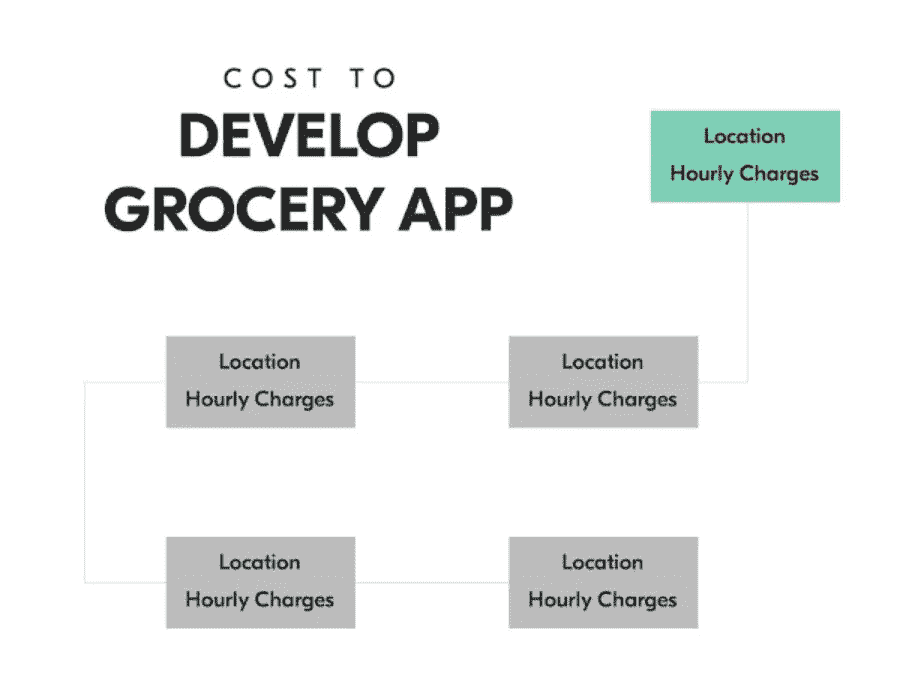 COST TO
DEVELOP
GROCERY APP
Location
Hourly Charges
Location
Hourly Charges
Location
Hourly Charges
Location
Hourly Charges
Location
Hourly Charges